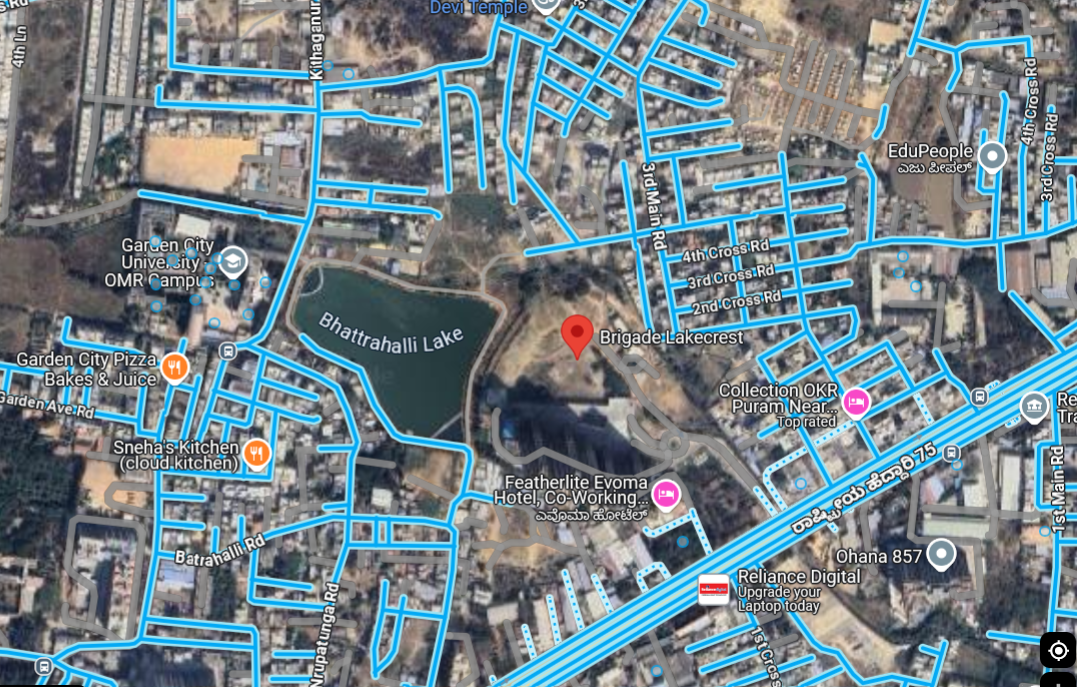 Devi Temple
4th Ln
Kithaganur
EduPeople
ಎಜು ಪೀಪಲ್
4th Cross Rd
3rd Cross Rd
3rd Main Rd
Garden City
University -
OMR Campus
4th Cross Rd
3rd Cross Rd
2nd Cross Rd
Bhattrahalli Lake
Brigade Lakecrest
Garden City Pizza
Bakes & Juice
Garden Ave Rd
Collection OKR
Puram Near...
Top rated
Sneha's Kitchen
(cloud kitchen)
Featherlite Evoma
Hotel, Co-Working...
ಎವೊಮಾ ಹೋಟೆಲ್
ರಾಷ್ಟ್ರೀಯ ಹೆದ್ದಾರಿ 75
1st Main Rd
Batrahalli Rd
Ohana 857
Reliance Digital
Upgrade your
Laptop today
Nrupatunga Rd
1st Cross